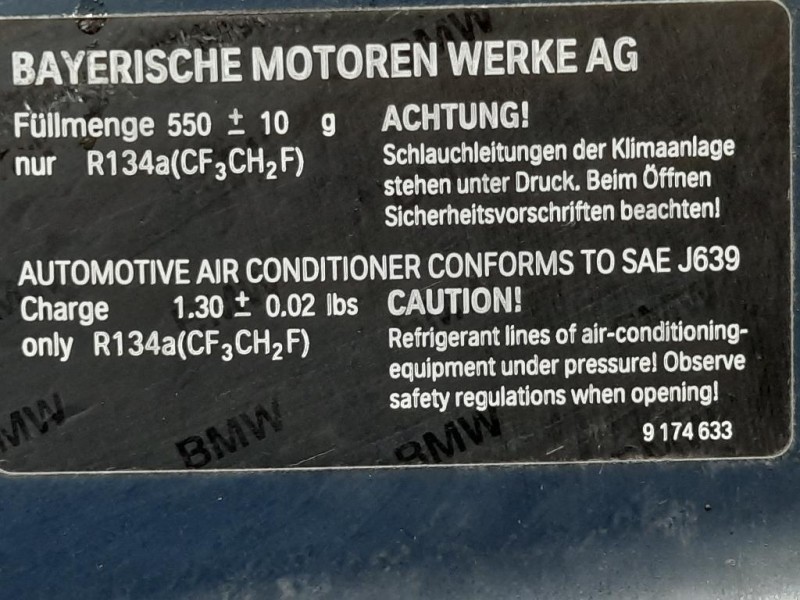 BAYERISCHE MOTOREN WERKE AG
Füllmenge 550 ± 10 g
nur R134a(CF₃CH₂F)
ACHTUNG!
Schlauchleitungen der Klimaanlage
stehen unter Druck. Beim Öffnen
Sicherheitsvorschriften beachten!
AUTOMOTIVE AIR CONDITIONER CONFORMS TO SAE J639
Charge 1.30 ± 0.02 lbs
only R134a(CF₃CH₂F)
CAUTION!
Refrigerant lines of air-conditioning-
equipment under pressure! Observe
safety regulations when opening!
9 174 633
BMW
BMW
BMW
BMW